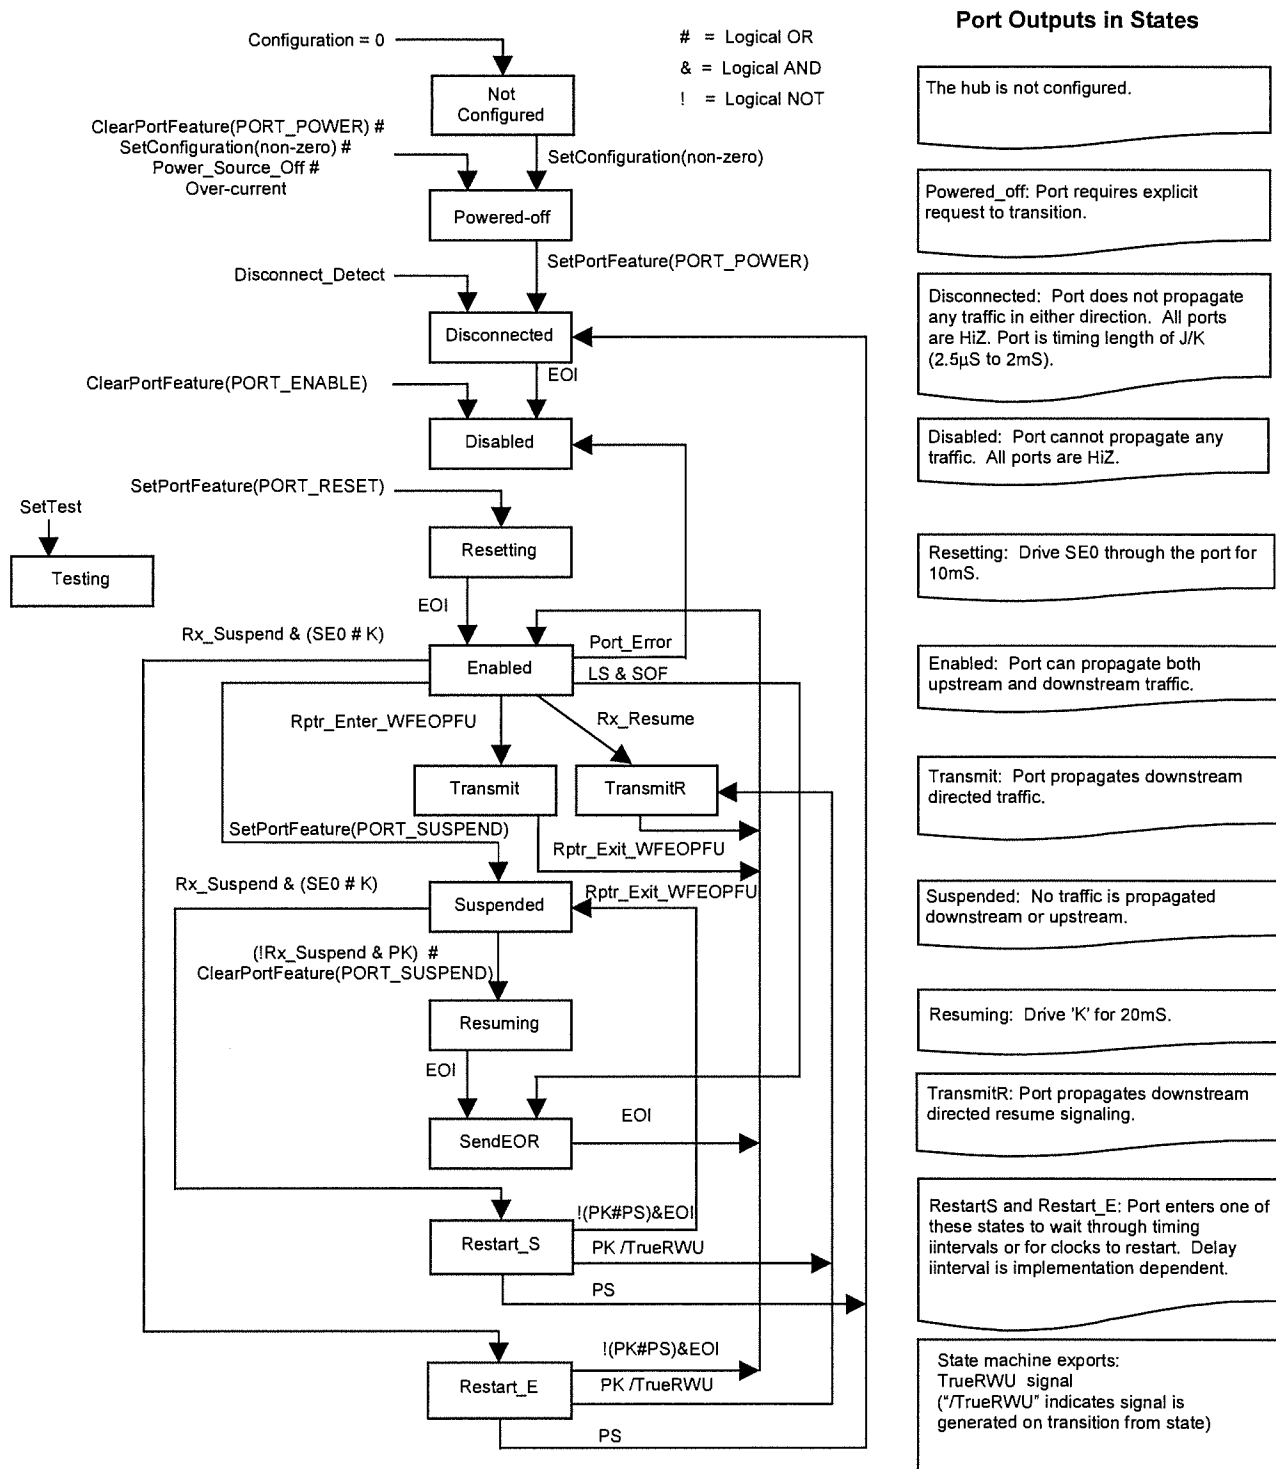 Port Outputs in States
Configuration = 0
# = Logical OR
& = Logical AND
! = Logical NOT
Not
Configured
ClearPortFeature(PORT_POWER) #
SetConfiguration(non-zero) #
Power_Source_Off #
Over-current
SetConfiguration(non-zero)
Powered-off
SetPortFeature(PORT_POWER)
Disconnect_Detect
Disconnected
EOI
ClearPortFeature(PORT_ENABLE)
Disabled
SetPortFeature(PORT_RESET)
SetTest
Testing
Resetting
EOI
Rx_Suspend & (SE0 # K)
Enabled
Port_Error
LS & SOF
Rptr_Enter_WFEOPFU
Rx_Resume
Transmit
TransmitR
SetPortFeature(PORT_SUSPEND)
Rptr_Exit_WFEOPFU
Rx_Suspend & (SE0 # K)
Suspended
Rptr_Exit_WFEOPFU
(!Rx_Suspend & PK) #
ClearPortFeature(PORT_SUSPEND)
Resuming
EOI
SendEOR
EOI
Restart_S
!(PK#PS)&EOI
PK /TrueRWU
PS
Restart_E
!(PK#PS)&EOI
PK /TrueRWU
PS
The hub is not configured.
Powered_off: Port requires explicit
request to transition.
Disconnected: Port does not propagate
any traffic in either direction. All ports
are HiZ. Port is timing length of J/K
(2.5µS to 2mS).
Disabled: Port cannot propagate any
traffic. All ports are HiZ.
Resetting: Drive SE0 through the port for
10mS.
Enabled: Port can propagate both
upstream and downstream traffic.
Transmit: Port propagates downstream
directed traffic.
Suspended: No traffic is propagated
downstream or upstream.
Resuming: Drive 'K' for 20mS.
TransmitR: Port propagates downstream
directed resume signaling.
RestartS and Restart_E: Port enters one of
these states to wait through timing
iintervals or for clocks to restart. Delay
iinterval is implementation dependent.
State machine exports:
TrueRWU signal
("/TrueRWU" indicates signal is
generated on transition from state)